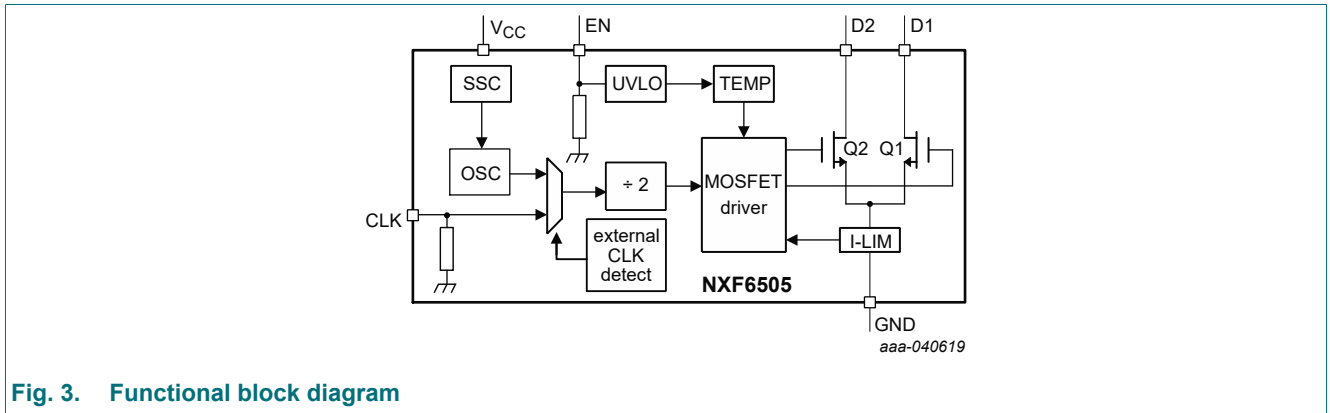 VCC
EN
D2
D1
SSC
UVLO
TEMP
OSC
÷ 2
MOSFET
driver
Q2
Q1
CLK
external
CLK
detect
I-LIM
NXF6505
GND
aaa-040619
Fig. 3. Functional block diagram